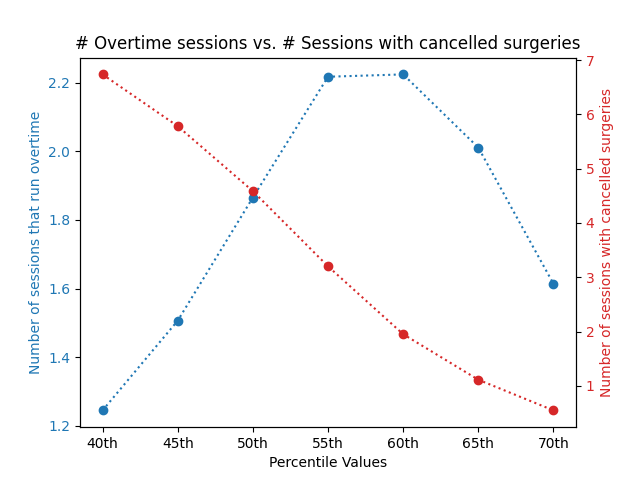 # Overtime sessions vs. # Sessions with cancelled surgeries
Number of sessions that run overtime
2.2
2.0
1.8
1.6
1.4
1.2
7
6
5
4
3
2
1
Number of sessions with cancelled surgeries
40th 45th 50th 55th 60th 65th 70th
Percentile Values